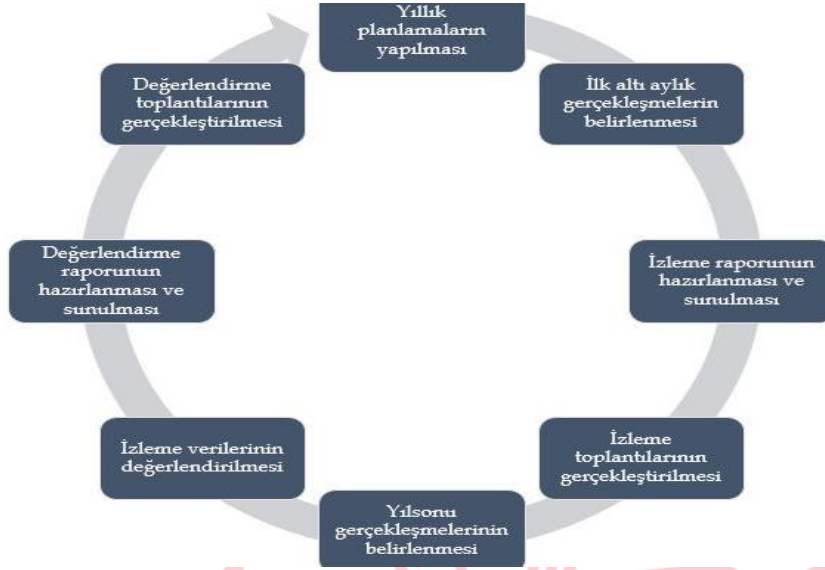 Yıllık
planlamaların
yapılması
İlk altı aylık
gerçekleşmelerin
belirlenmesi
İzleme raporunun
hazırlanması ve
sunulması
İzleme
toplantılarının
gerçekleştirilmesi
Yılsonu
gerçekleşmelerinin
belirlenmesi
İzleme verilerinin
değerlendirilmesi
Değerlendirme
raporunun
hazırlanması ve
sunulması
Değerlendirme
toplantılarının
gerçekleştirilmesi